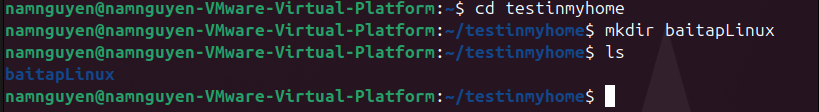 namnguyen@namnguyen-VMware-Virtual-Platform:~$ cd testinmyhome
namnguyen@namnguyen-VMware-Virtual-Platform:~/testinmyhome$ mkdir baitapLinux
namnguyen@namnguyen-VMware-Virtual-Platform:~/testinmyhome$ ls
baitapLinux
namnguyen@namnguyen-VMware-Virtual-Platform:~/testinmyhome$